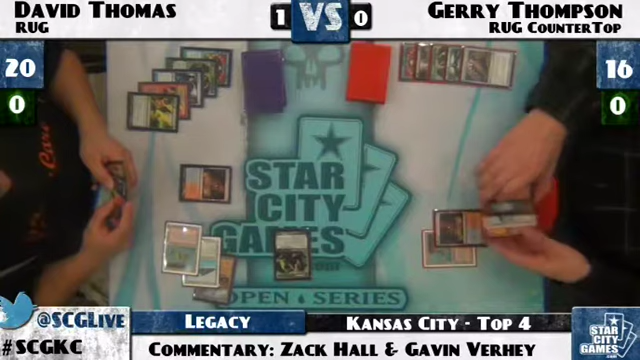 David Thomas
RUG
1 VS 0
Gerry Thompson
RUG CounterTop
20
0
16
0
STAR
CITY
GAMES
.com
OPEN SERIES
@SCGLive
#SCGKC
Legacy
Kansas City - Top 4
Commentary: Zack Hall & Gavin Verhey
STAR
CITY
GAMES